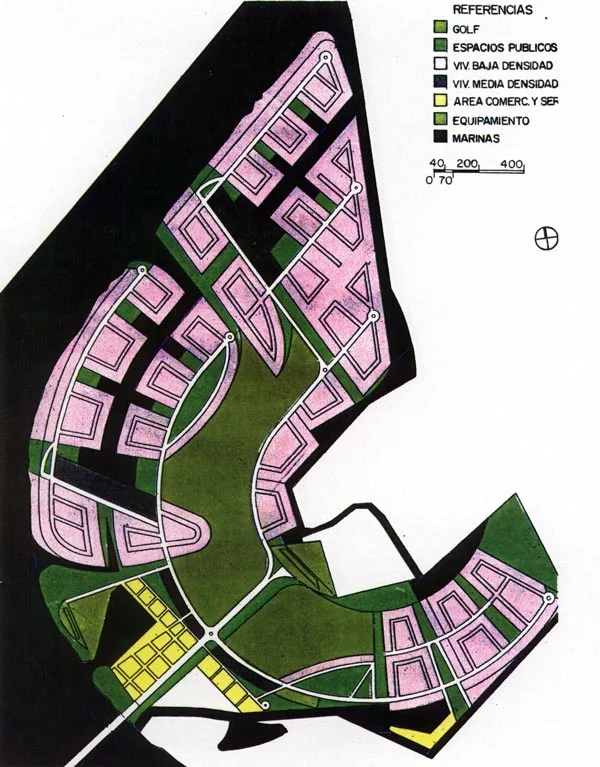 REFERENCIAS
GOLF
ESPACIOS PUBLICOS
VIV. BAJA DENSIDAD
VIV. MEDIA DENSIDAD
AREA COMERC. Y SER
EQUIPAMIENTO
MARINAS
40 200 400
0 70